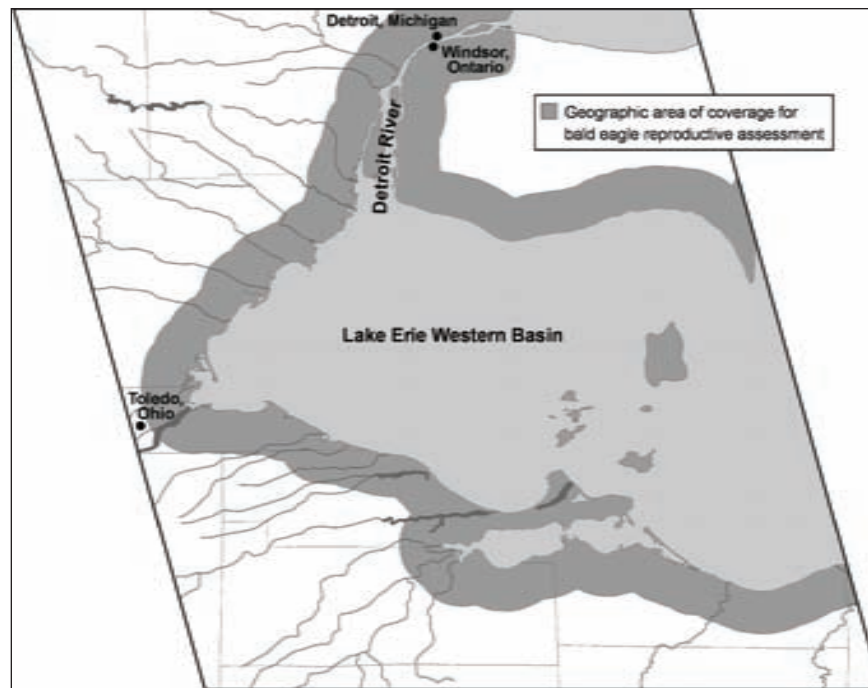 Detroit, Michigan
Windsor,
Ontario
Geographic area of coverage for
bald eagle reproductive assessment
Detroit River
Lake Erie Western Basin
Toledo,
Ohio